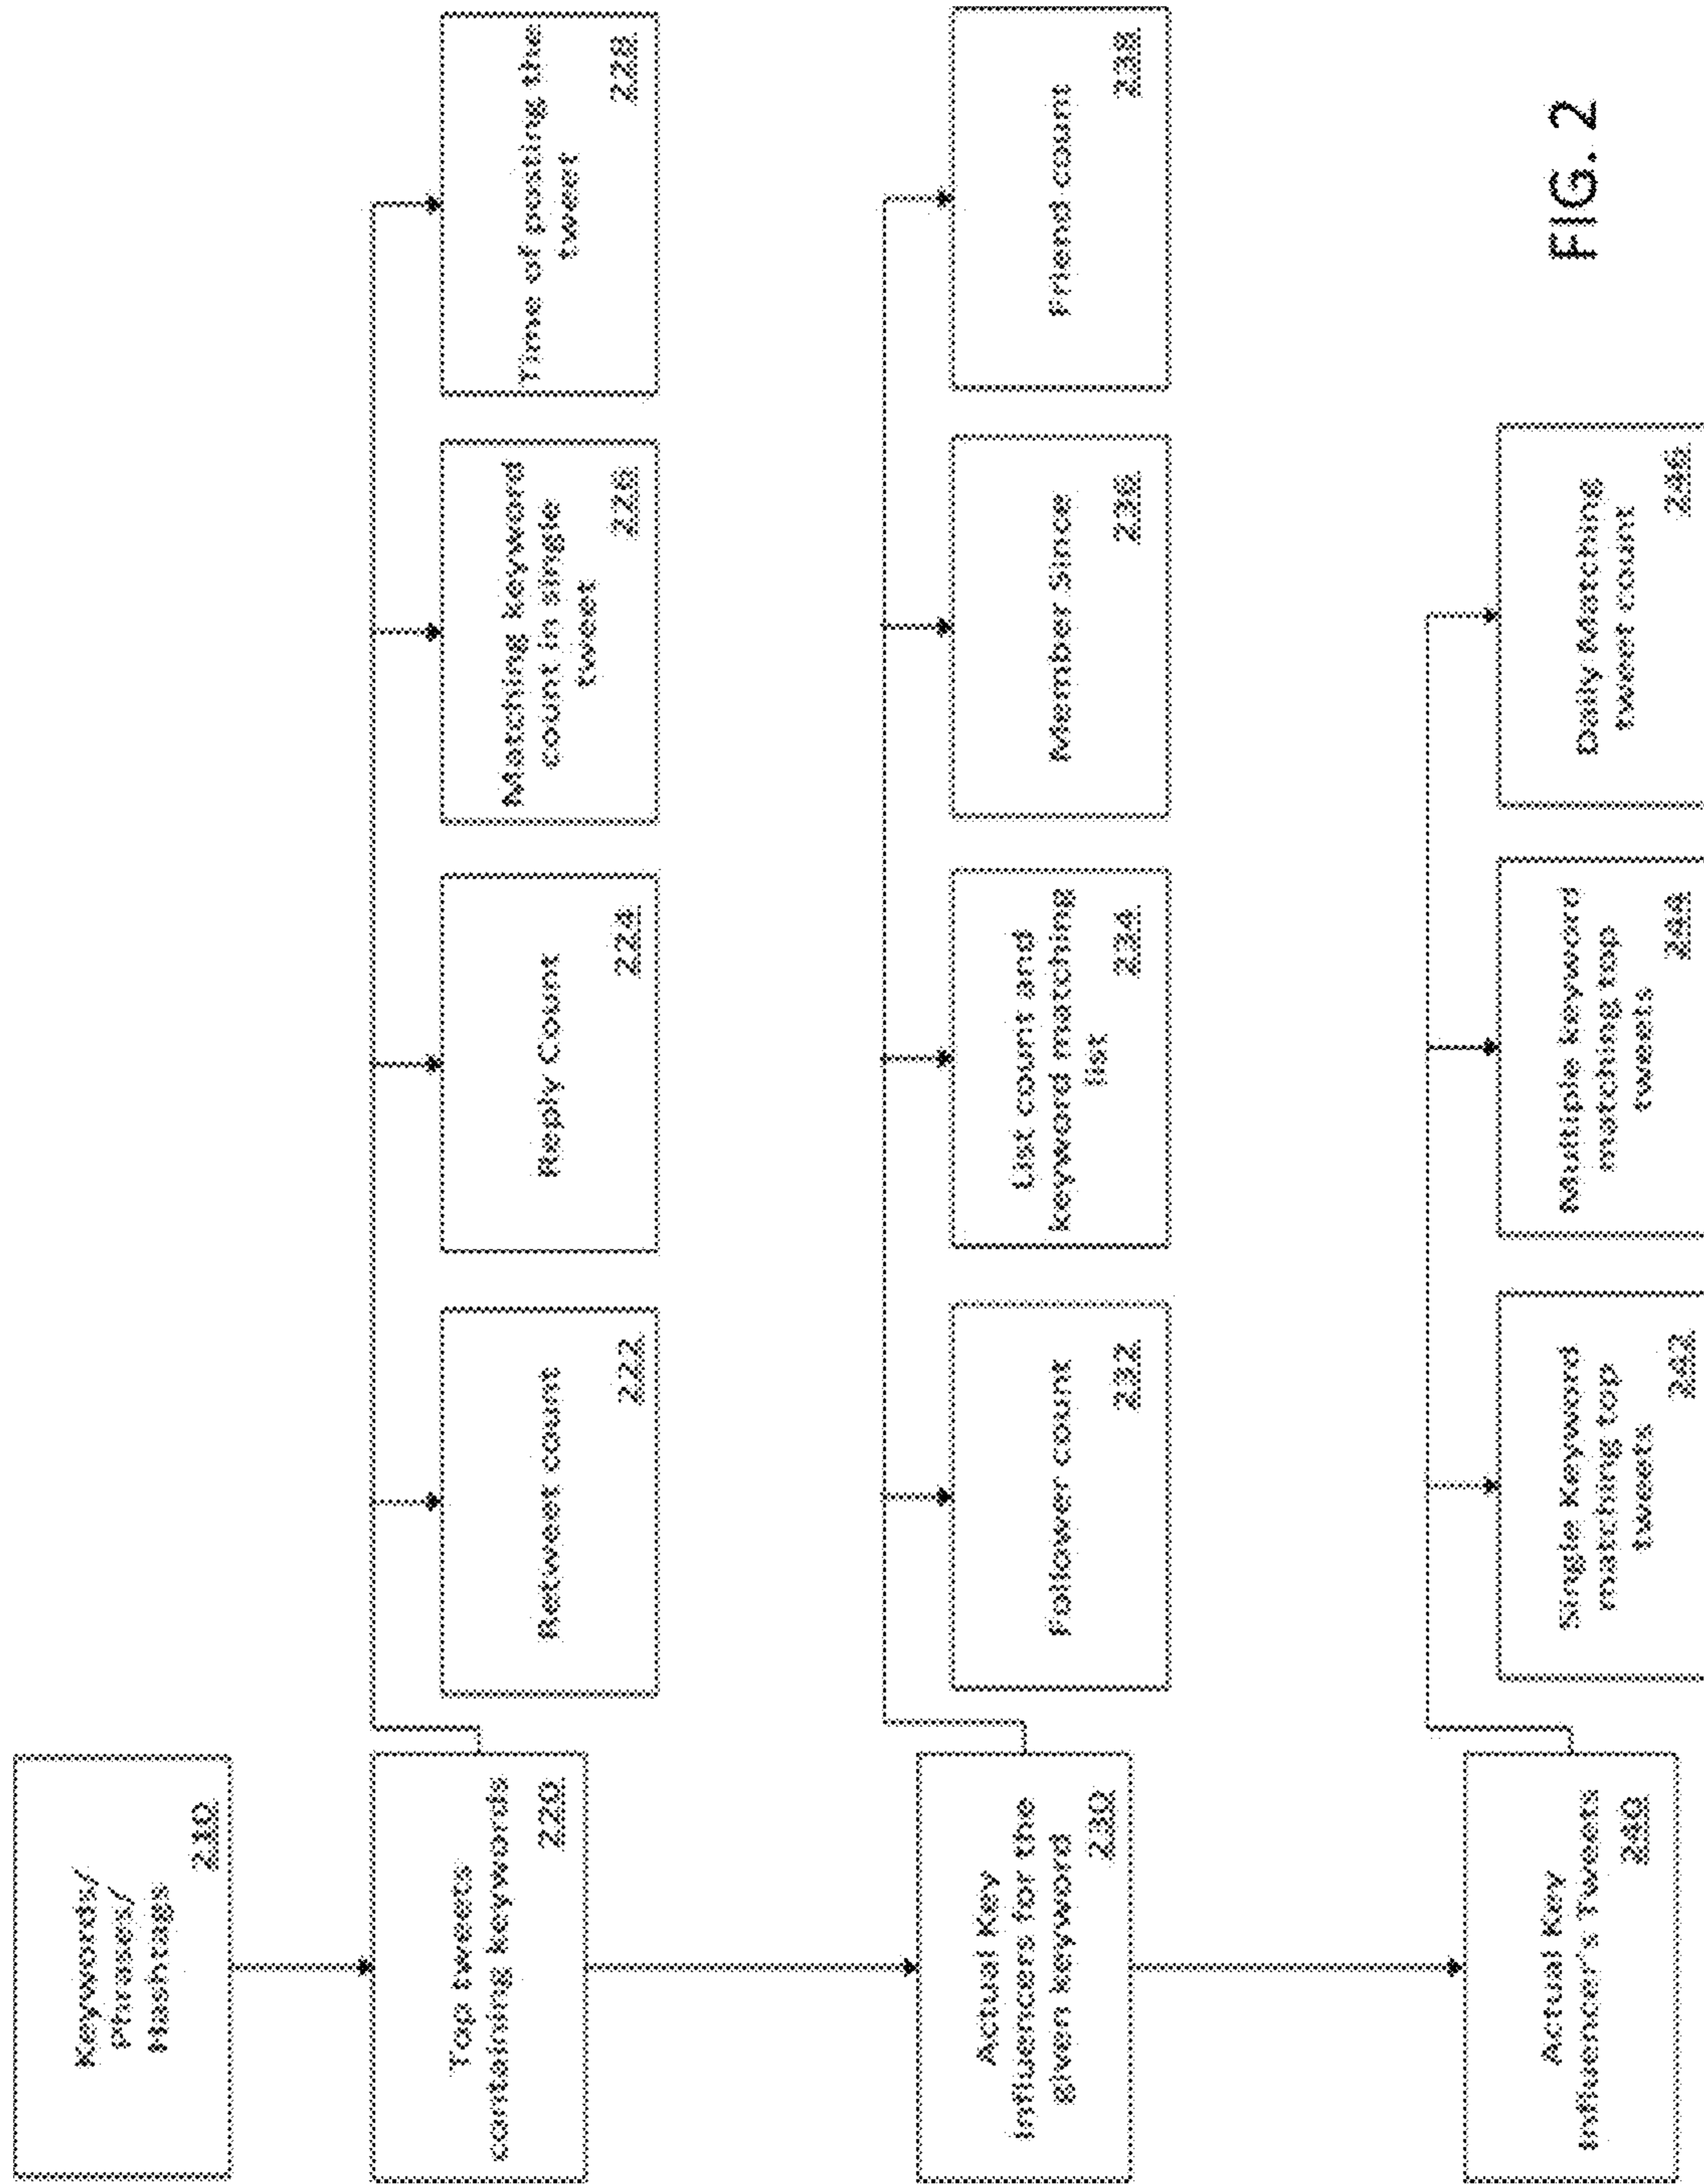 Keywords/
Phrases/
Hashtags
210
Top tweets
containing keywords
220
Retweet count
222
Reply Count
224
Matching keyword
count in single
tweet
226
Time of posting the
tweet
228
Actual Key
Influencers for the
given keyword
230
Follower count
232
List count and
keyword matching
list
234
Member Since
236
Friend count
238
Actual Key
Influencer's Tweets
240
Single Keyword
matching top
tweets
242
Multiple keyword
matching top
tweets
244
Daily Matching
tweet count
246
FIG. 2